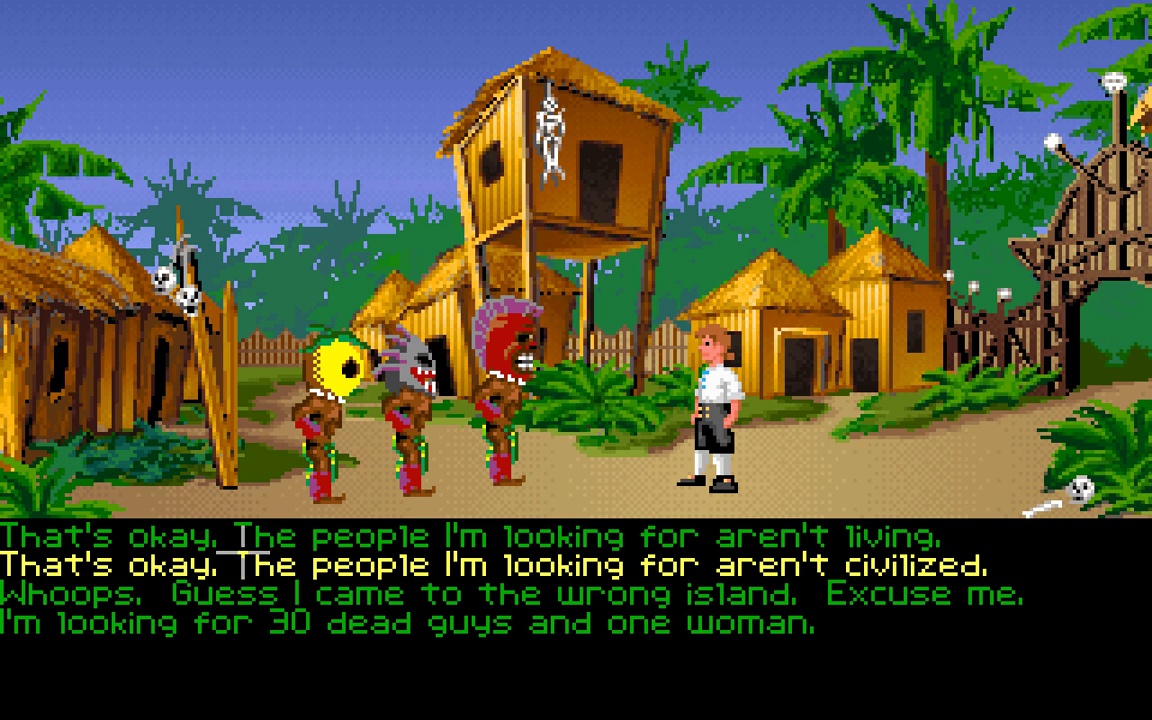 That's okay. The people I'm looking for aren't living.
That's okay. The people I'm looking for aren't civilized.
Whoops.  Guess I came to the wrong island.  Excuse me.
I'm looking for 30 dead guys and one woman.